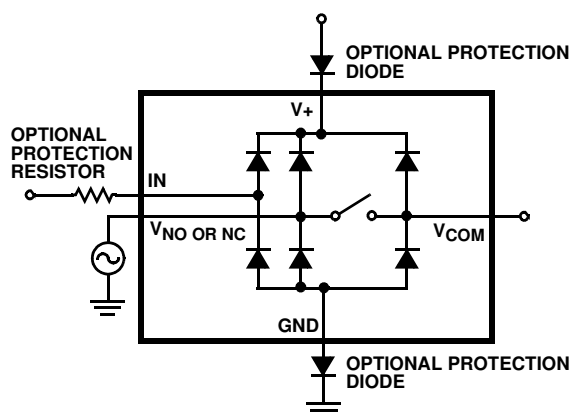 OPTIONAL PROTECTION
DIODE
V+
OPTIONAL
PROTECTION
RESISTOR
IN
VNO OR NC
VCOM
GND
OPTIONAL PROTECTION
DIODE